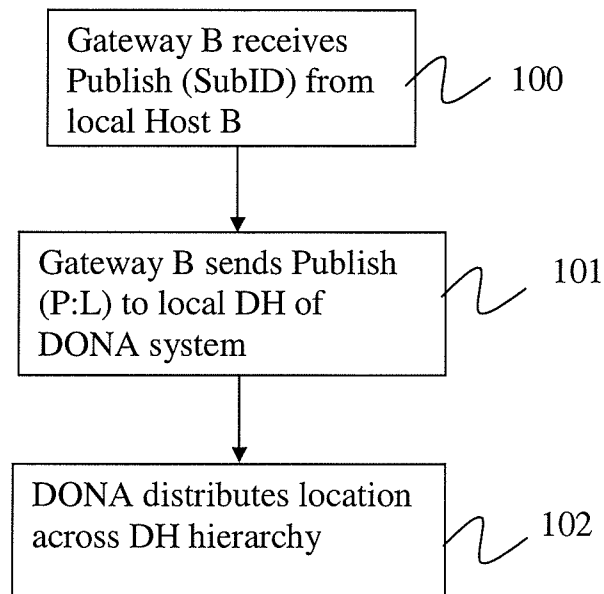 Gateway B receives
Publish (SubID) from
local Host B
100
Gateway B sends Publish
(P:L) to local DH of
DONA system
101
DONA distributes location
across DH hierarchy
102